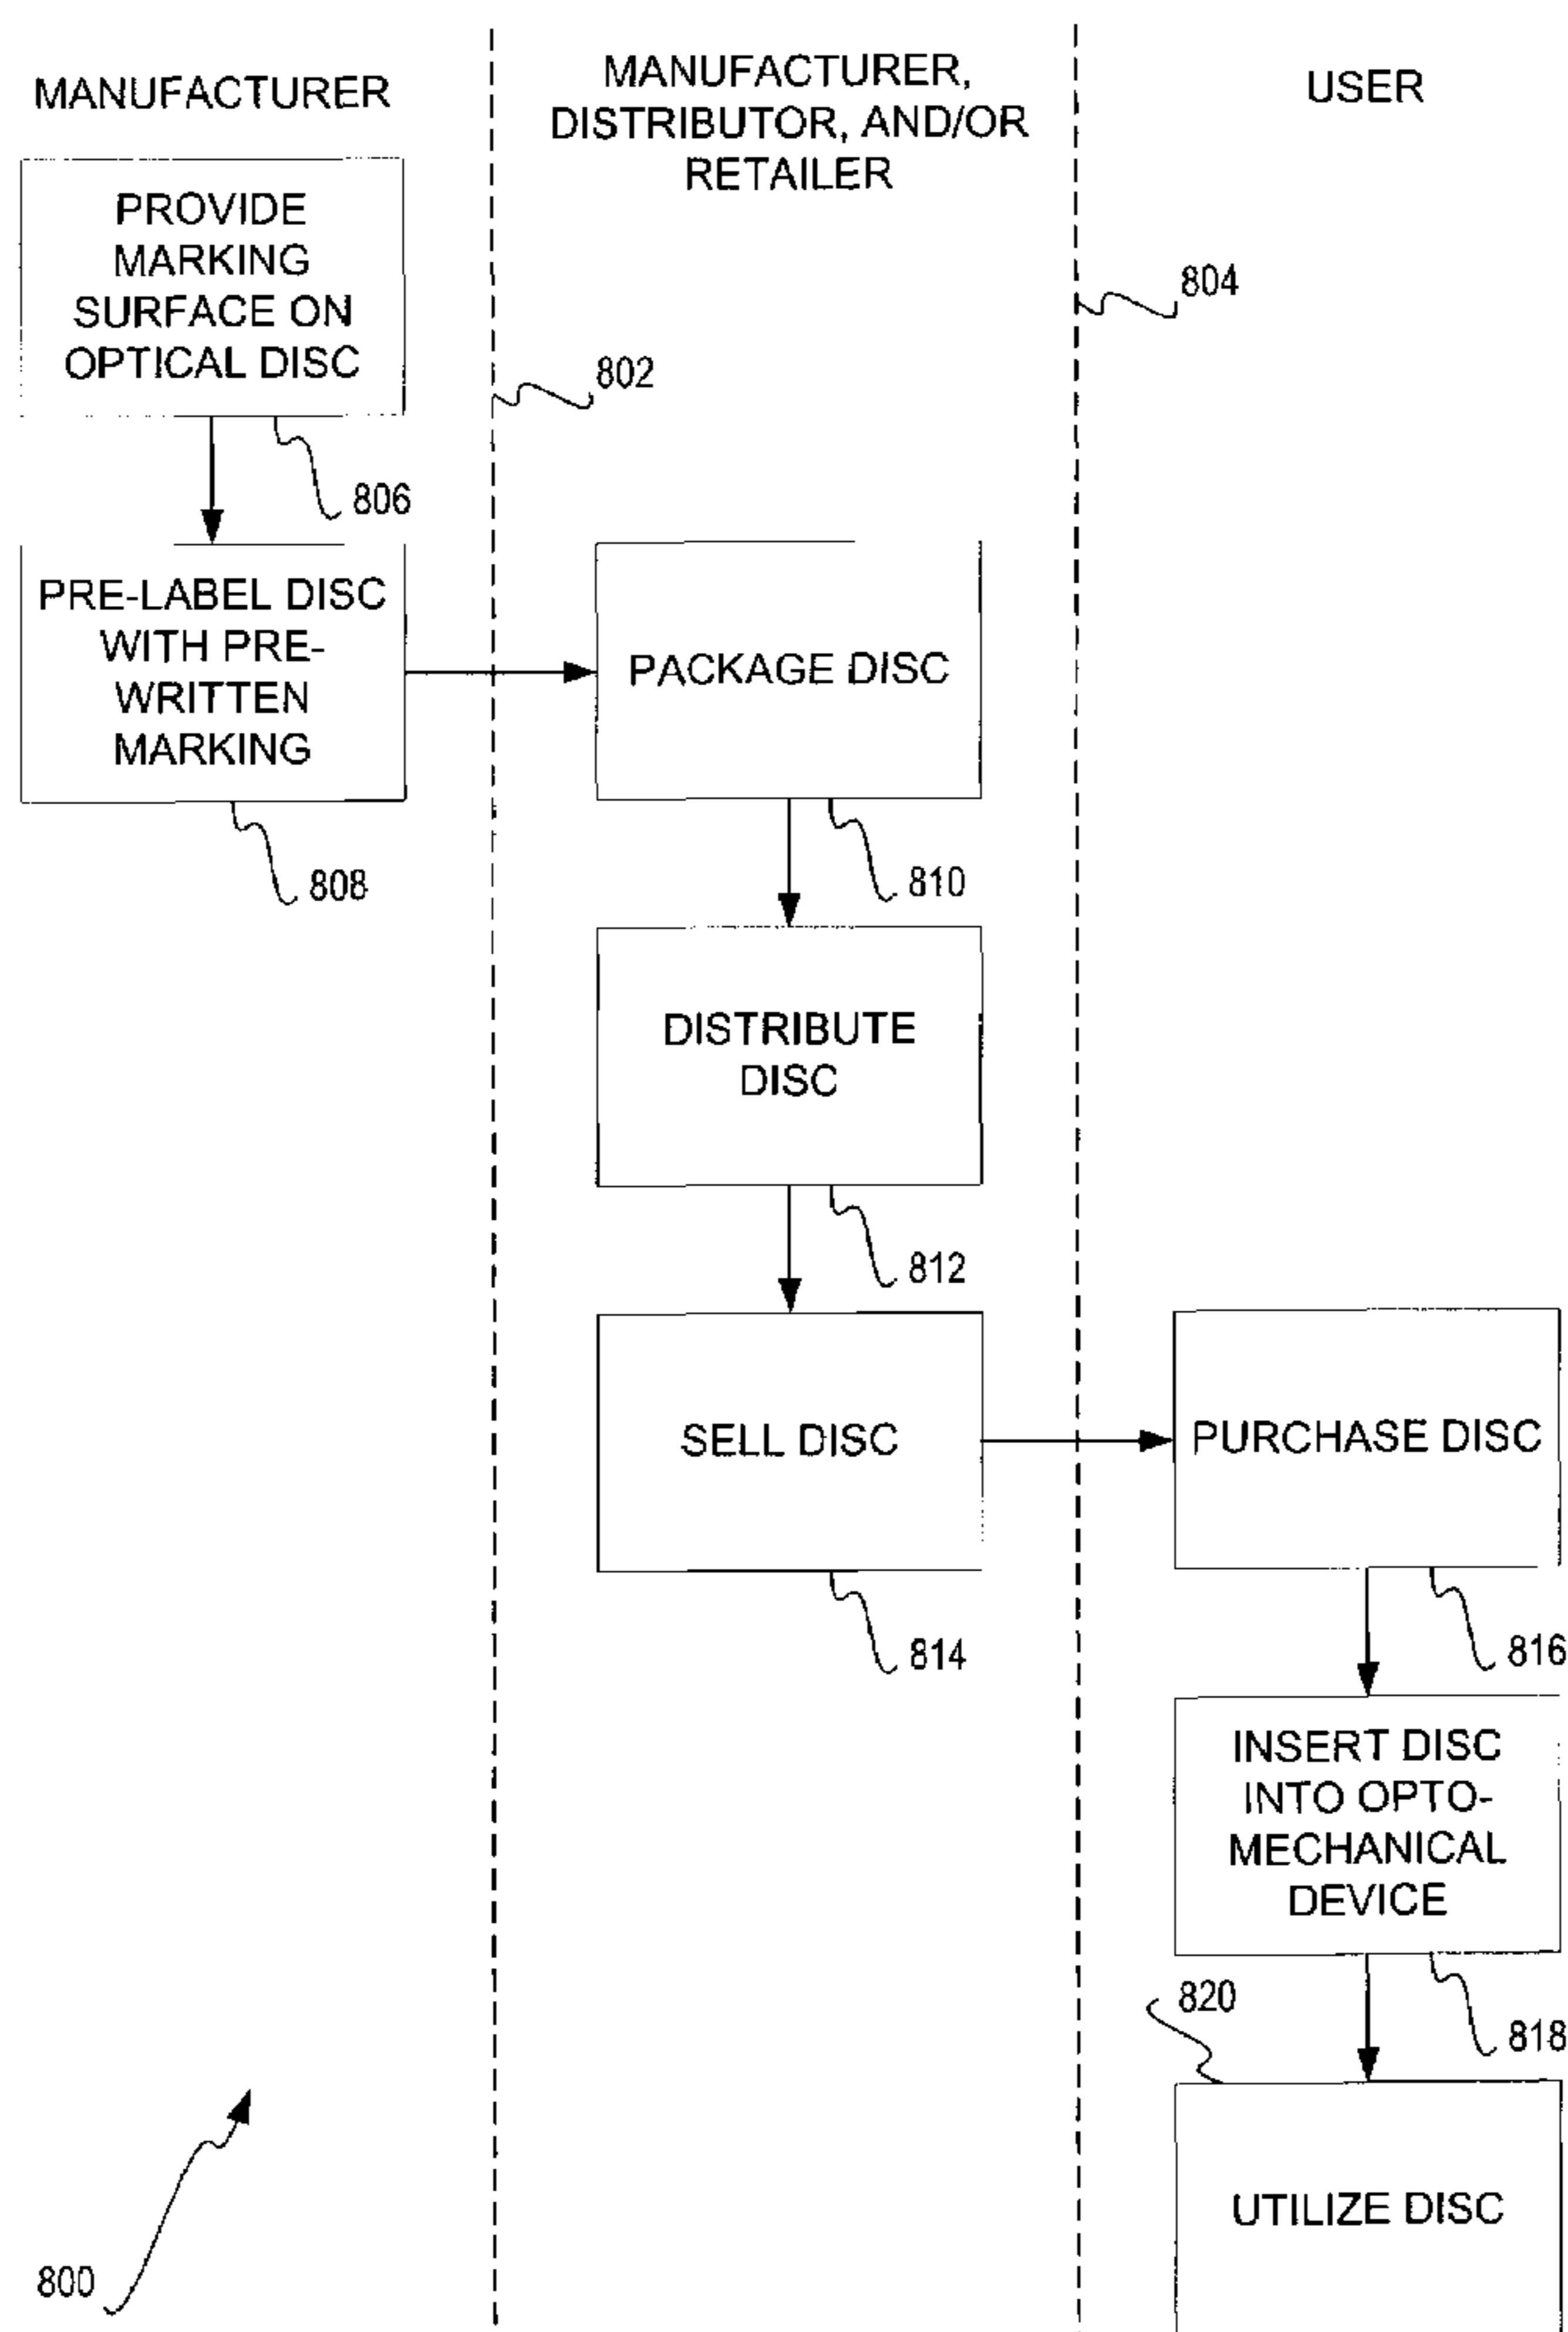 MANUFACTURER
MANUFACTURER,
DISTRIBUTOR, AND/OR
RETAILER
USER
PROVIDE
MARKING
SURFACE ON
OPTICAL DISC
804
802
806
PRE-LABEL DISC
WITH PRE-
WRITTEN
MARKING
PACKAGE DISC
808
810
DISTRIBUTE
DISC
812
SELL DISC
PURCHASE DISC
814
816
INSERT DISC
INTO OPTO-
MECHANICAL
DEVICE
820
818
UTILIZE DISC
800